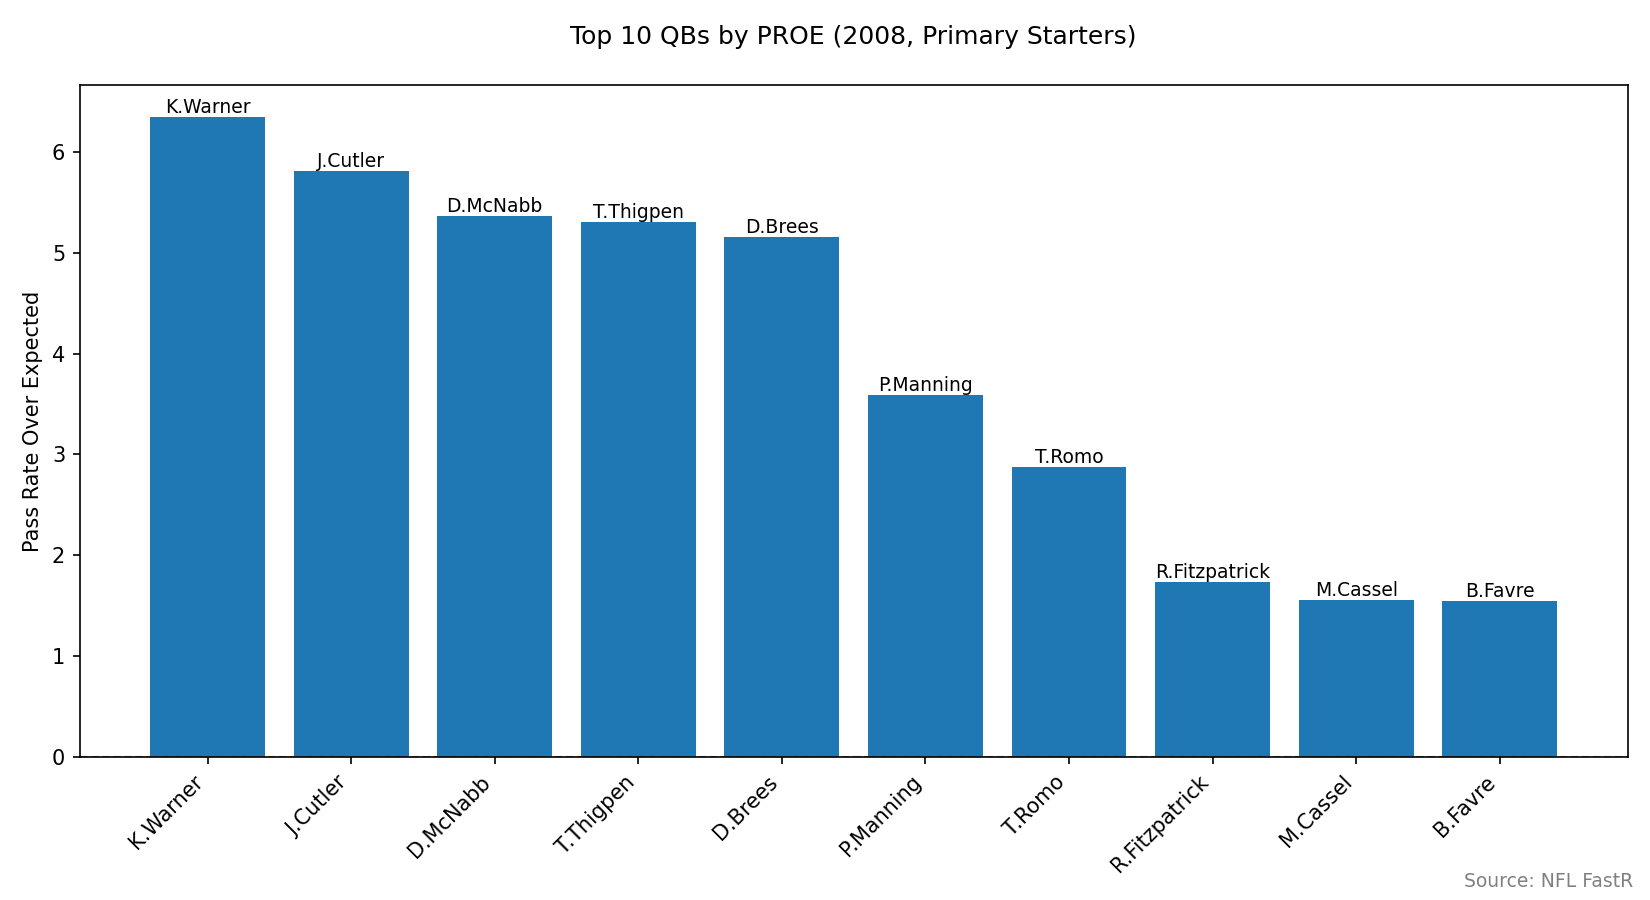 Top 10 QBs by PROE (2008, Primary Starters)
Pass Rate Over Expected
6
5
4
3
2
1
0
K.Warner
J.Cutler
D.McNabb
T.Thigpen
D.Brees
P.Manning
T.Romo
R.Fitzpatrick
M.Cassel
B.Favre
K.Warner
J.Cutler
D.McNabb
T.Thigpen
D.Brees
P.Manning
T.Romo
R.Fitzpatrick
M.Cassel
B.Favre
Source: NFL FastR